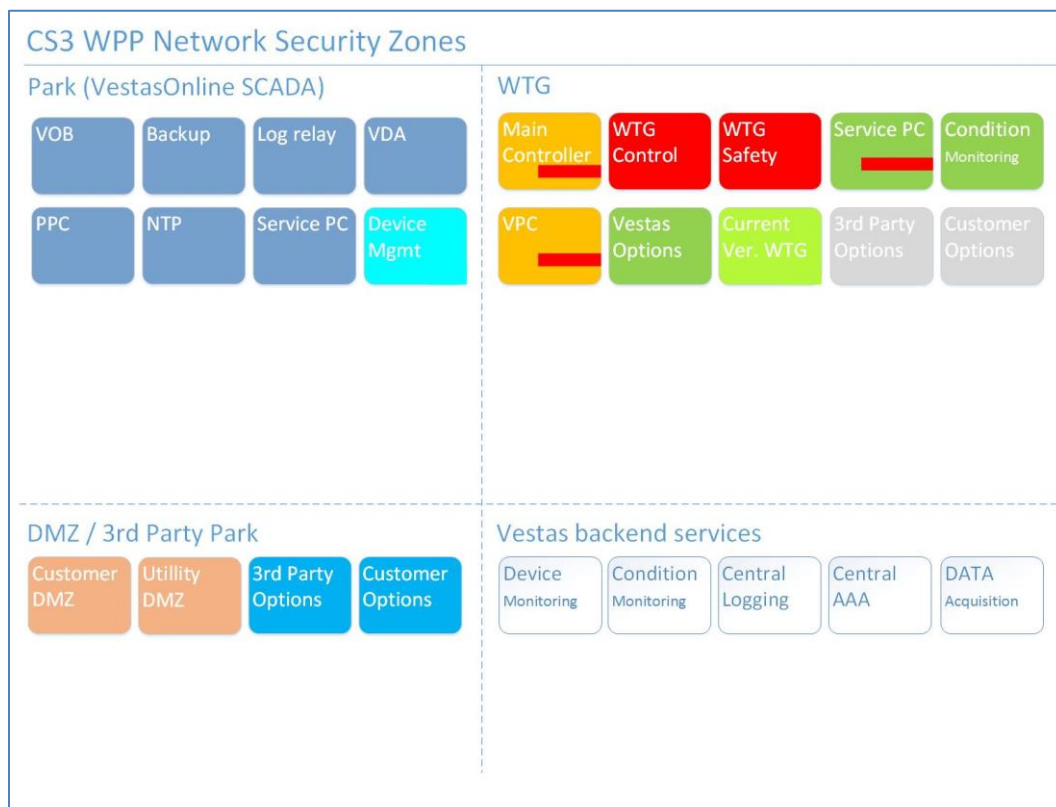 CS3 WPP Network Security Zones
Park (VestasOnline SCADA)
VOB
Backup
Log relay
VDA
PPC
NTP
Service PC
Device
Mgmt
WTG
Main
Controller
WTG
Control
WTG
Safety
Service PC
Condition
Monitoring
VPC
Vestas
Options
Current
Ver. WTG
3rd Party
Options
Customer
Options
DMZ / 3rd Party Park
Customer
DMZ
Utillity
DMZ
3rd Party
Options
Customer
Options
Vestas backend services
Device
Monitoring
Condition
Monitoring
Central
Logging
Central
AAA
DATA
Acquisition